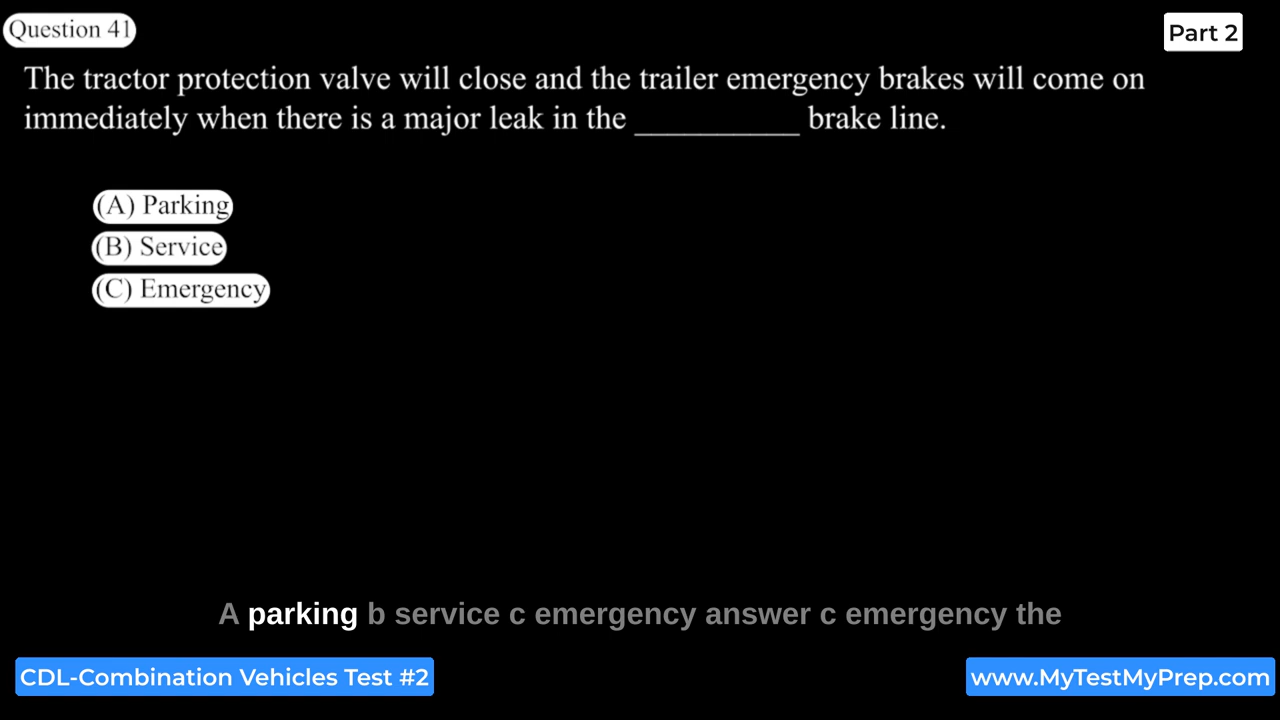 Question 41
Part 2
The tractor protection valve will close and the trailer emergency brakes will come on
immediately when there is a major leak in the __________ brake line.
(A) Parking
(B) Service
(C) Emergency
A parking b service c emergency answer c emergency the
CDL-Combination Vehicles Test #2
www.MyTestMyPrep.com